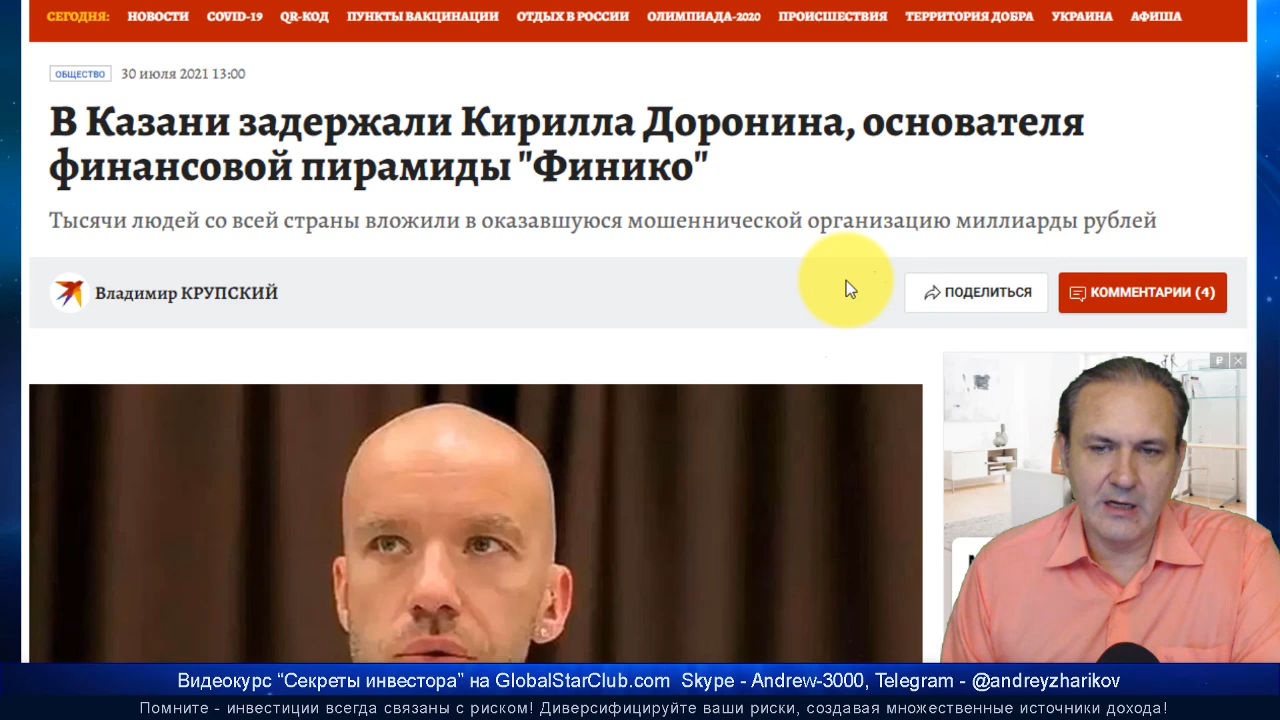 СЕГОДНЯ: НОВОСТИ COVID-19 QR-КОД ПУНКТЫ ВАКЦИНАЦИИ ОТДЫХ В РОССИИ ОЛИМПИАДА-2020 ПРОИСШЕСТВИЯ ТЕРРИТОРИЯ ДОБРА УКРАИНА АФИША
ОБЩЕСТВО 30 июля 2021 13:00
В Казани задержали Кирилла Доронина, основателя
финансовой пирамиды "Финико"
Тысячи людей со всей страны вложили в оказавшуюся мошеннической организацию миллиарды рублей
Владимир КРУПСКИЙ ПОДЕЛИТЬСЯ КОММЕНТАРИИ (4)
Видеокурс “Секреты инвестора” на GlobalStarClub.com Skype - Andrew-3000, Telegram - @andreyzharikov
Помните - инвестиции всегда связаны с риском! Диверсифицируйте ваши риски, создавая множественные источники дохода!